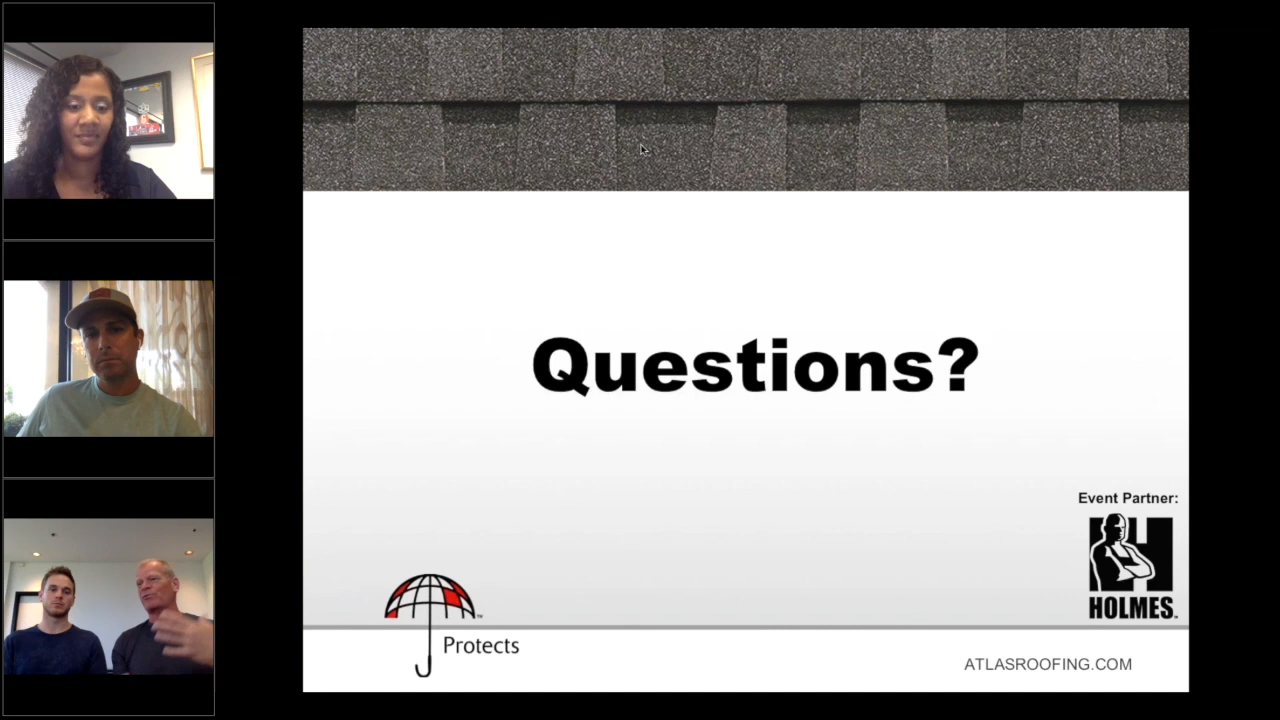 Questions?
Event Partner:
HOLMES
Protects
ATLASROOFING.COM